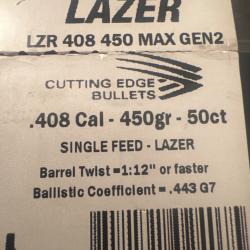 LAZER
LZR 408 450 MAX GEN2
CUTTING EDGE
BULLETS
.408 Cal - 450gr - 50ct
SINGLE FEED - LAZER
Barrel Twist =1:12" or faster
Ballistic Coefficient = .443 G7